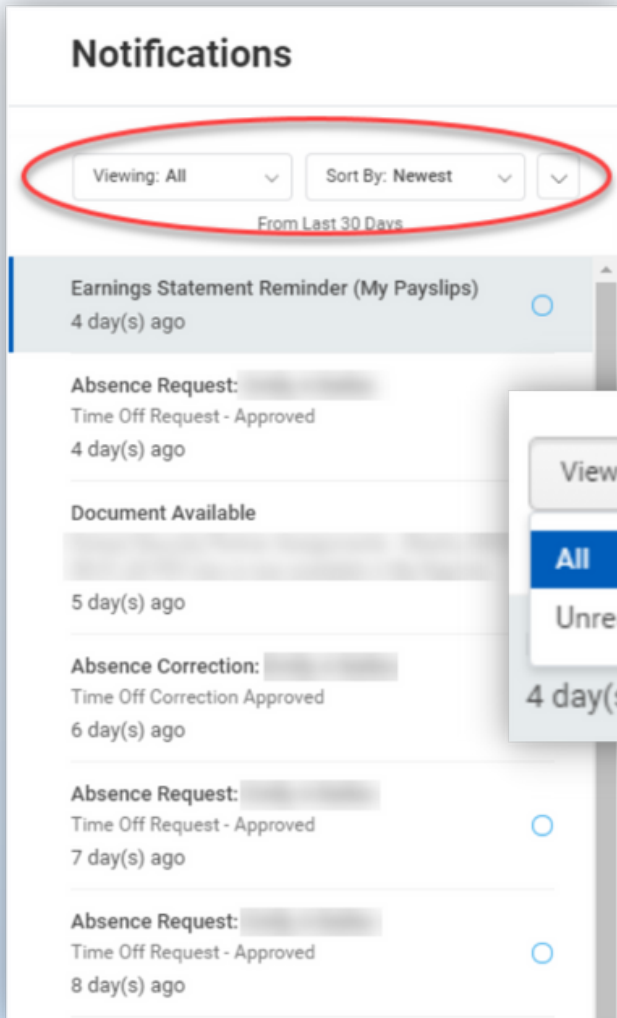 Notifications
Viewing: All
Sort By: Newest
From Last 30 Days
Earnings Statement Reminder (My Payslips)
4 day(s) ago
Absence Request:
Time Off Request - Approved
4 day(s) ago
Document Available
5 day(s) ago
Absence Correction:
Time Off Correction Approved
6 day(s) ago
Absence Request:
Time Off Request - Approved
7 day(s) ago
Absence Request:
Time Off Request - Approved
8 day(s) ago
View
All
Unre
4 day(